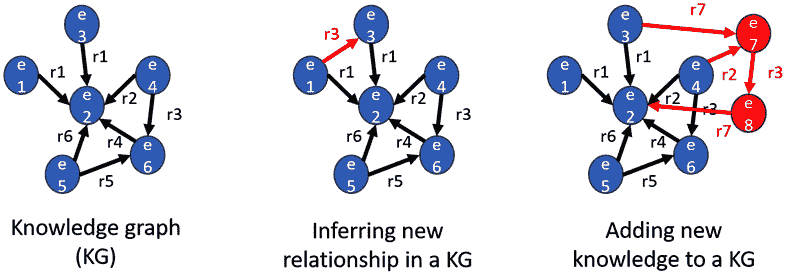 e
3
r1
e
1
r1
e
4
r2
e
2
r3
r6
r4
e
6
e
5
r5
Knowledge graph
(KG)
r3
e
3
r1
e
1
r1
e
4
r2
e
2
r3
r6
r4
e
6
e
5
r5
Inferring new
relationship in a KG
r7
e
3
e
7
r1
e
1
r1
e
4
r2
r3
r2
e
2
r3
e
8
r7
r6
r4
e
6
e
5
r5
Adding new
knowledge to a KG